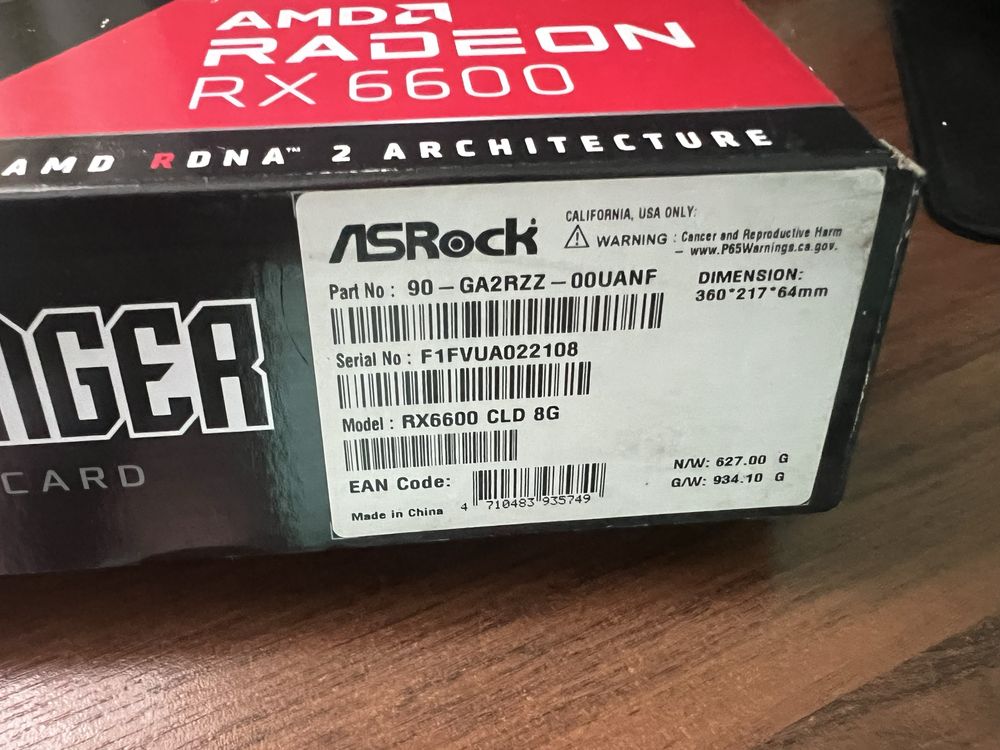 AMD
RADEON
RX 6600
AMD RDNA™ 2 ARCHITECTURE
CARD
ASRock
CALIFORNIA, USA ONLY:
WARNING : Cancer and Reproductive Harm
– www.P65Warnings.ca.gov.
Part No : 90 – GA2RZZ – 00UANF
DIMENSION:
360*217*64mm
Serial No : F1FVUA022108
Model : RX6600 CLD 8G
EAN Code:
4 710483 935749
N/W: 627.00 G
G/W: 934.10 G
Made in China